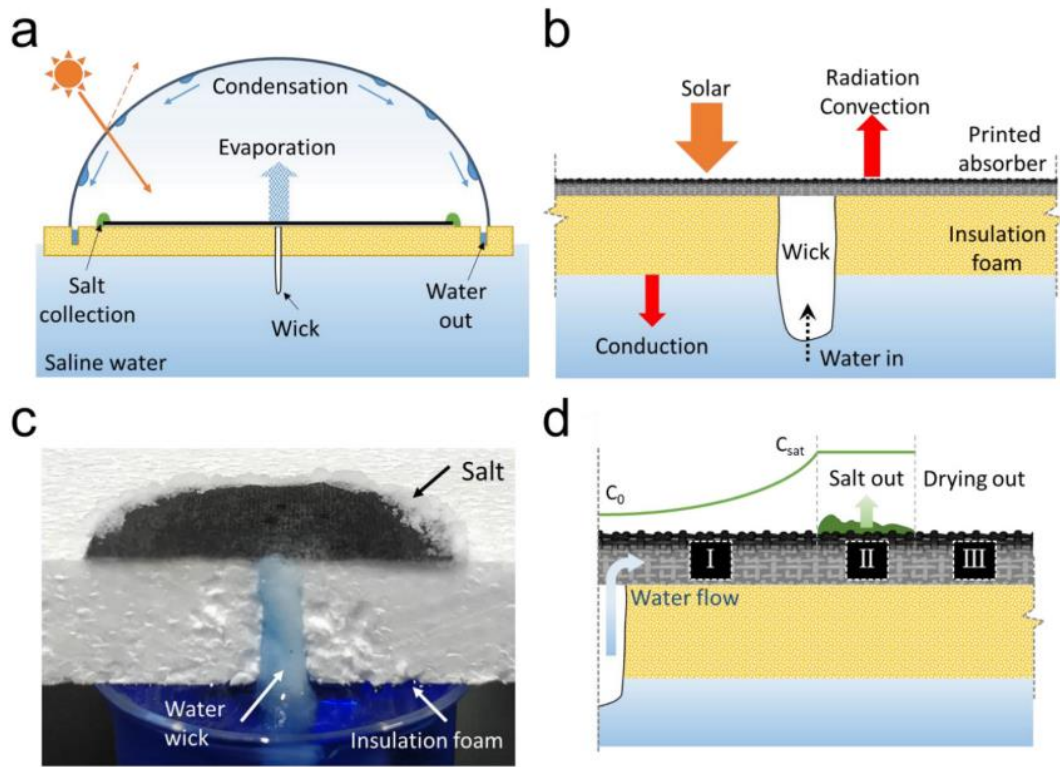 a
Condensation
Evaporation
Salt
collection
Wick
Water
out
Saline water
b
Solar
Radiation
Convection
Printed
absorber
Wick
Insulation
foam
Conduction
Water in
c
Salt
Water
wick
Insulation foam
d
C0
Csat
Salt out
Drying out
I
II
III
Water flow